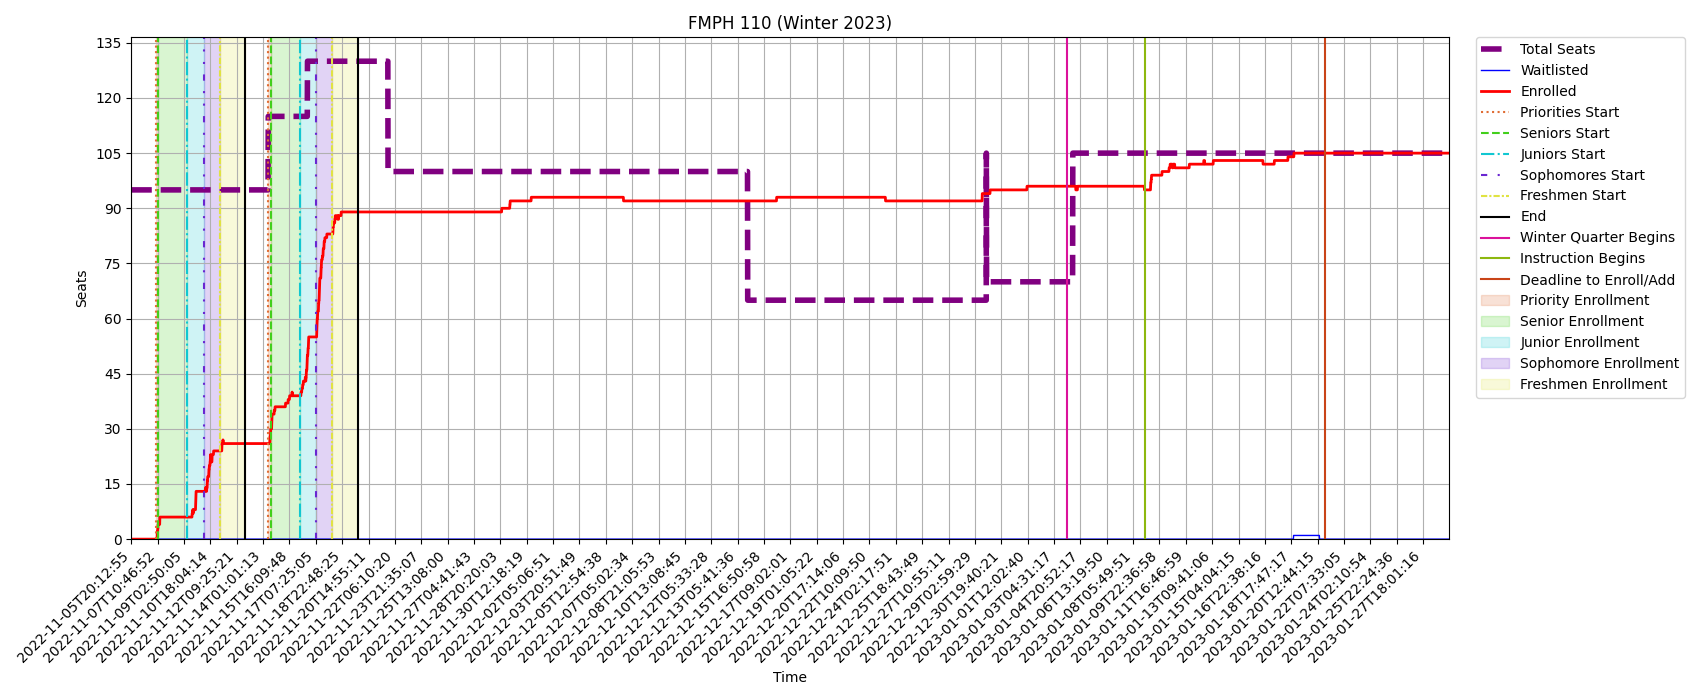 FMPH 110 (Winter 2023)
135
120
105
90
75
60
45
30
15
0
Seats
2022-11-05T20:12:55
2022-11-07T10:46:52
2022-11-09T02:50:05
2022-11-10T18:04:14
2022-11-12T09:25:21
2022-11-14T01:01:13
2022-11-15T16:09:48
2022-11-17T07:25:05
2022-11-18T22:48:25
2022-11-20T14:55:11
2022-11-22T06:10:20
2022-11-23T21:35:07
2022-11-25T13:08:00
2022-11-27T04:41:43
2022-11-28T20:20:03
2022-11-30T12:18:19
2022-12-02T05:06:51
2022-12-03T20:51:49
2022-12-05T12:54:38
2022-12-07T05:02:34
2022-12-08T21:05:53
2022-12-10T13:08:45
2022-12-12T05:33:28
2022-12-13T05:41:36
2022-12-15T16:50:58
2022-12-17T09:02:01
2022-12-19T01:05:22
2022-12-20T17:14:06
2022-12-22T10:09:50
2022-12-24T02:17:51
2022-12-25T18:43:49
2022-12-27T10:55:11
2022-12-29T02:59:29
2022-12-30T19:40:21
2023-01-01T12:02:40
2023-01-03T04:31:17
2023-01-04T20:52:17
2023-01-06T13:19:50
2023-01-08T05:49:51
2023-01-09T22:36:58
2023-01-11T16:46:59
2023-01-13T09:41:06
2023-01-15T04:04:15
2023-01-16T22:38:16
2023-01-18T17:47:17
2023-01-20T12:44:15
2023-01-22T07:33:05
2023-01-24T02:10:54
2023-01-25T22:24:36
2023-01-27T18:01:16
Time
Total Seats
Waitlisted
Enrolled
Priorities Start
Seniors Start
Juniors Start
Sophomores Start
Freshmen Start
End
Winter Quarter Begins
Instruction Begins
Deadline to Enroll/Add
Priority Enrollment
Senior Enrollment
Junior Enrollment
Sophomore Enrollment
Freshmen Enrollment